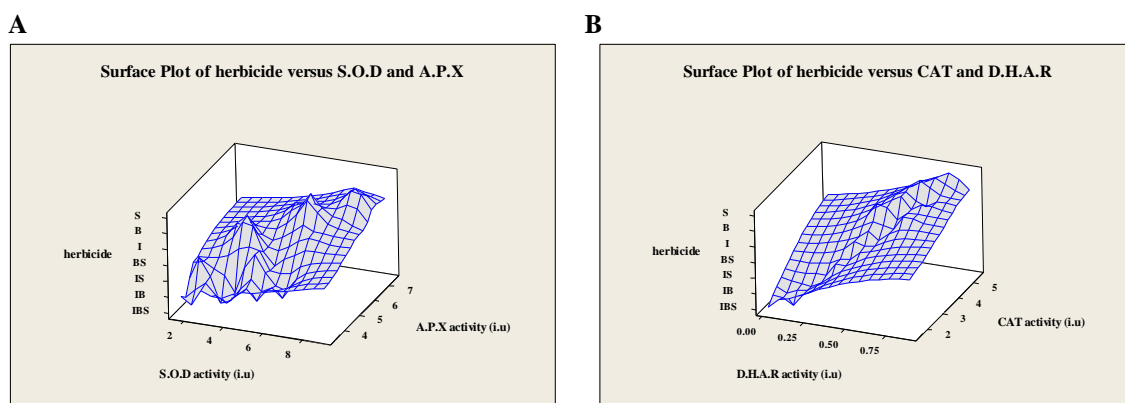 A
Surface Plot of herbicide versus S.O.D and A.P.X
S
B
I
BS
IS
IB
IBS
herbicide
2
4
6
8
S.O.D activity (i.u)
4
5
6
7
A.P.X activity (i.u)
B
Surface Plot of herbicide versus CAT and D.H.A.R
S
B
I
BS
IS
IB
IBS
herbicide
0.00
0.25
0.50
0.75
D.H.A.R activity (i.u)
2
3
4
5
CAT activity (i.u)